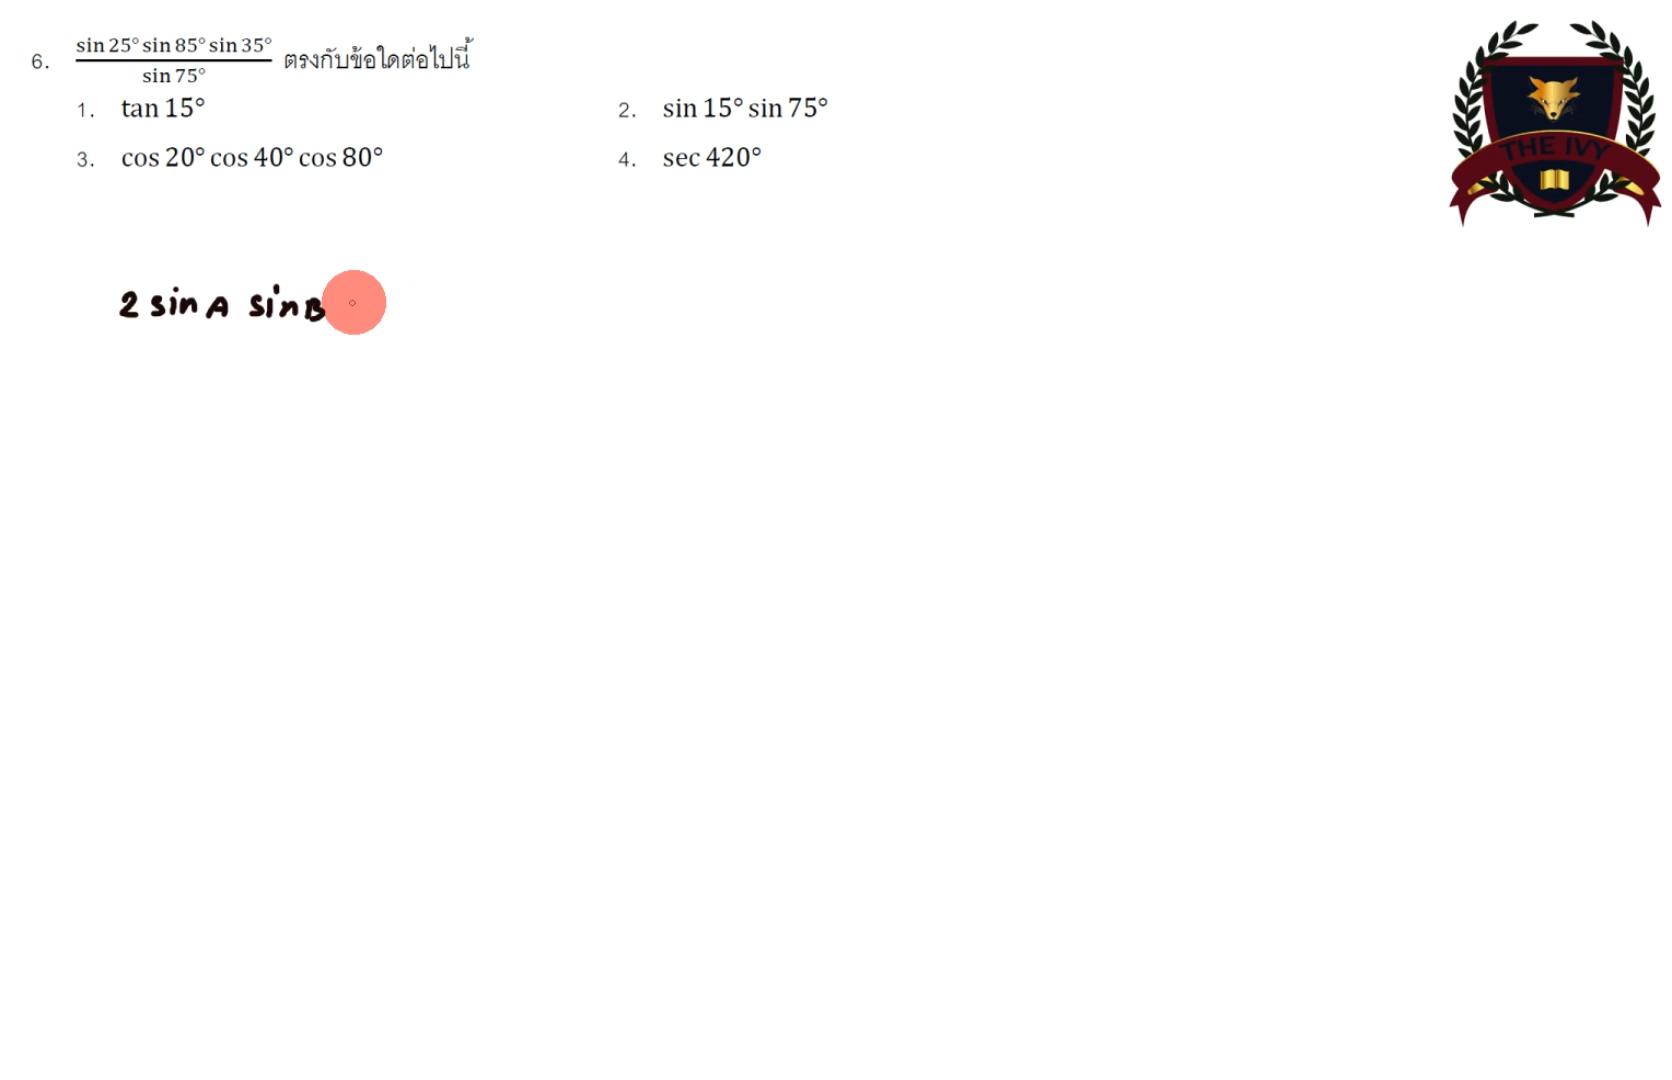 6. sin 25° sin 85° sin 35° / sin 75° ตรงกับข้อใดต่อไปนี้
1. tan 15°
2. sin 15° sin 75°
3. cos 20° cos 40° cos 80°
4. sec 420°
THE IVY
2 sin A sin B